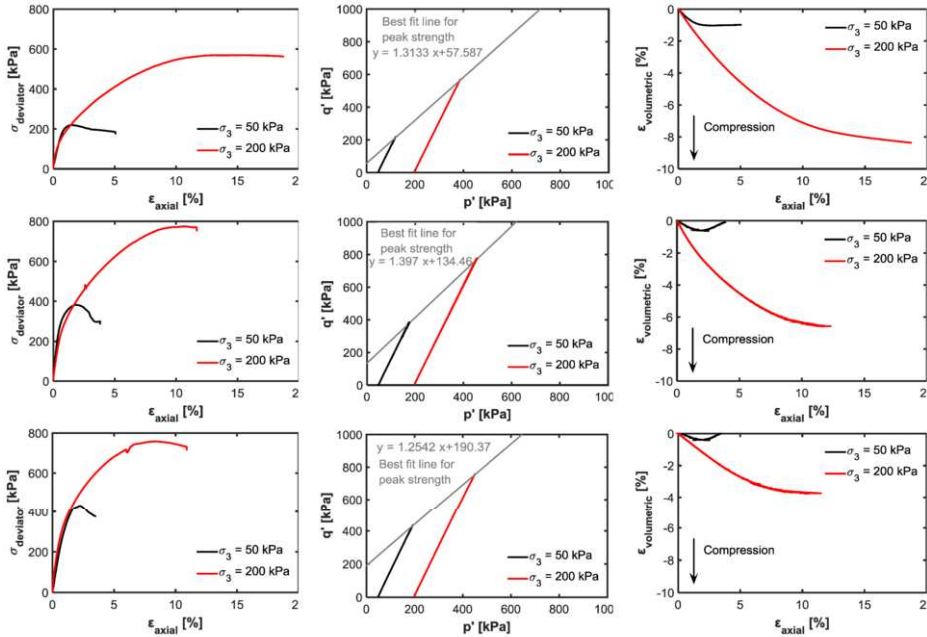 800
600
400
200
0
σdeviator [kPa]
σ3 = 50 kPa
σ3 = 200 kPa
0 5 10 15 2
εaxial [%]
1000
800
600
400
200
0
q' [kPa]
Best fit line for
peak strength
y = 1.3133 x+57.587
σ3 = 50 kPa
σ3 = 200 kPa
0 200 400 600 800 100
p' [kPa]
0
-2
-4
-6
-8
-10
εvolumetric [%]
σ3 = 50 kPa
σ3 = 200 kPa
Compression
0 5 10 15 20
εaxial [%]
800
600
400
200
0
σdeviator [kPa]
σ3 = 50 kPa
σ3 = 200 kPa
0 5 10 15 2
εaxial [%]
1000
800
600
400
200
0
q' [kPa]
Best fit line for
peak strength
y = 1.397 x+134.46
σ3 = 50 kPa
σ3 = 200 kPa
0 200 400 600 800 100
p' [kPa]
0
-2
-4
-6
-8
-10
εvolumetric [%]
σ3 = 50 kPa
σ3 = 200 kPa
Compression
0 5 10 15 20
εaxial [%]
800
600
400
200
0
σdeviator [kPa]
σ3 = 50 kPa
σ3 = 200 kPa
0 5 10 15 2
εaxial [%]
1000
800
600
400
200
0
q' [kPa]
y = 1.2542 x+190.37
Best fit line for
peak strength
σ3 = 50 kPa
σ3 = 200 kPa
0 200 400 600 800 100
p' [kPa]
0
-2
-4
-6
-8
-10
εvolumetric [%]
σ3 = 50 kPa
σ3 = 200 kPa
Compression
0 5 10 15 20
εaxial [%]